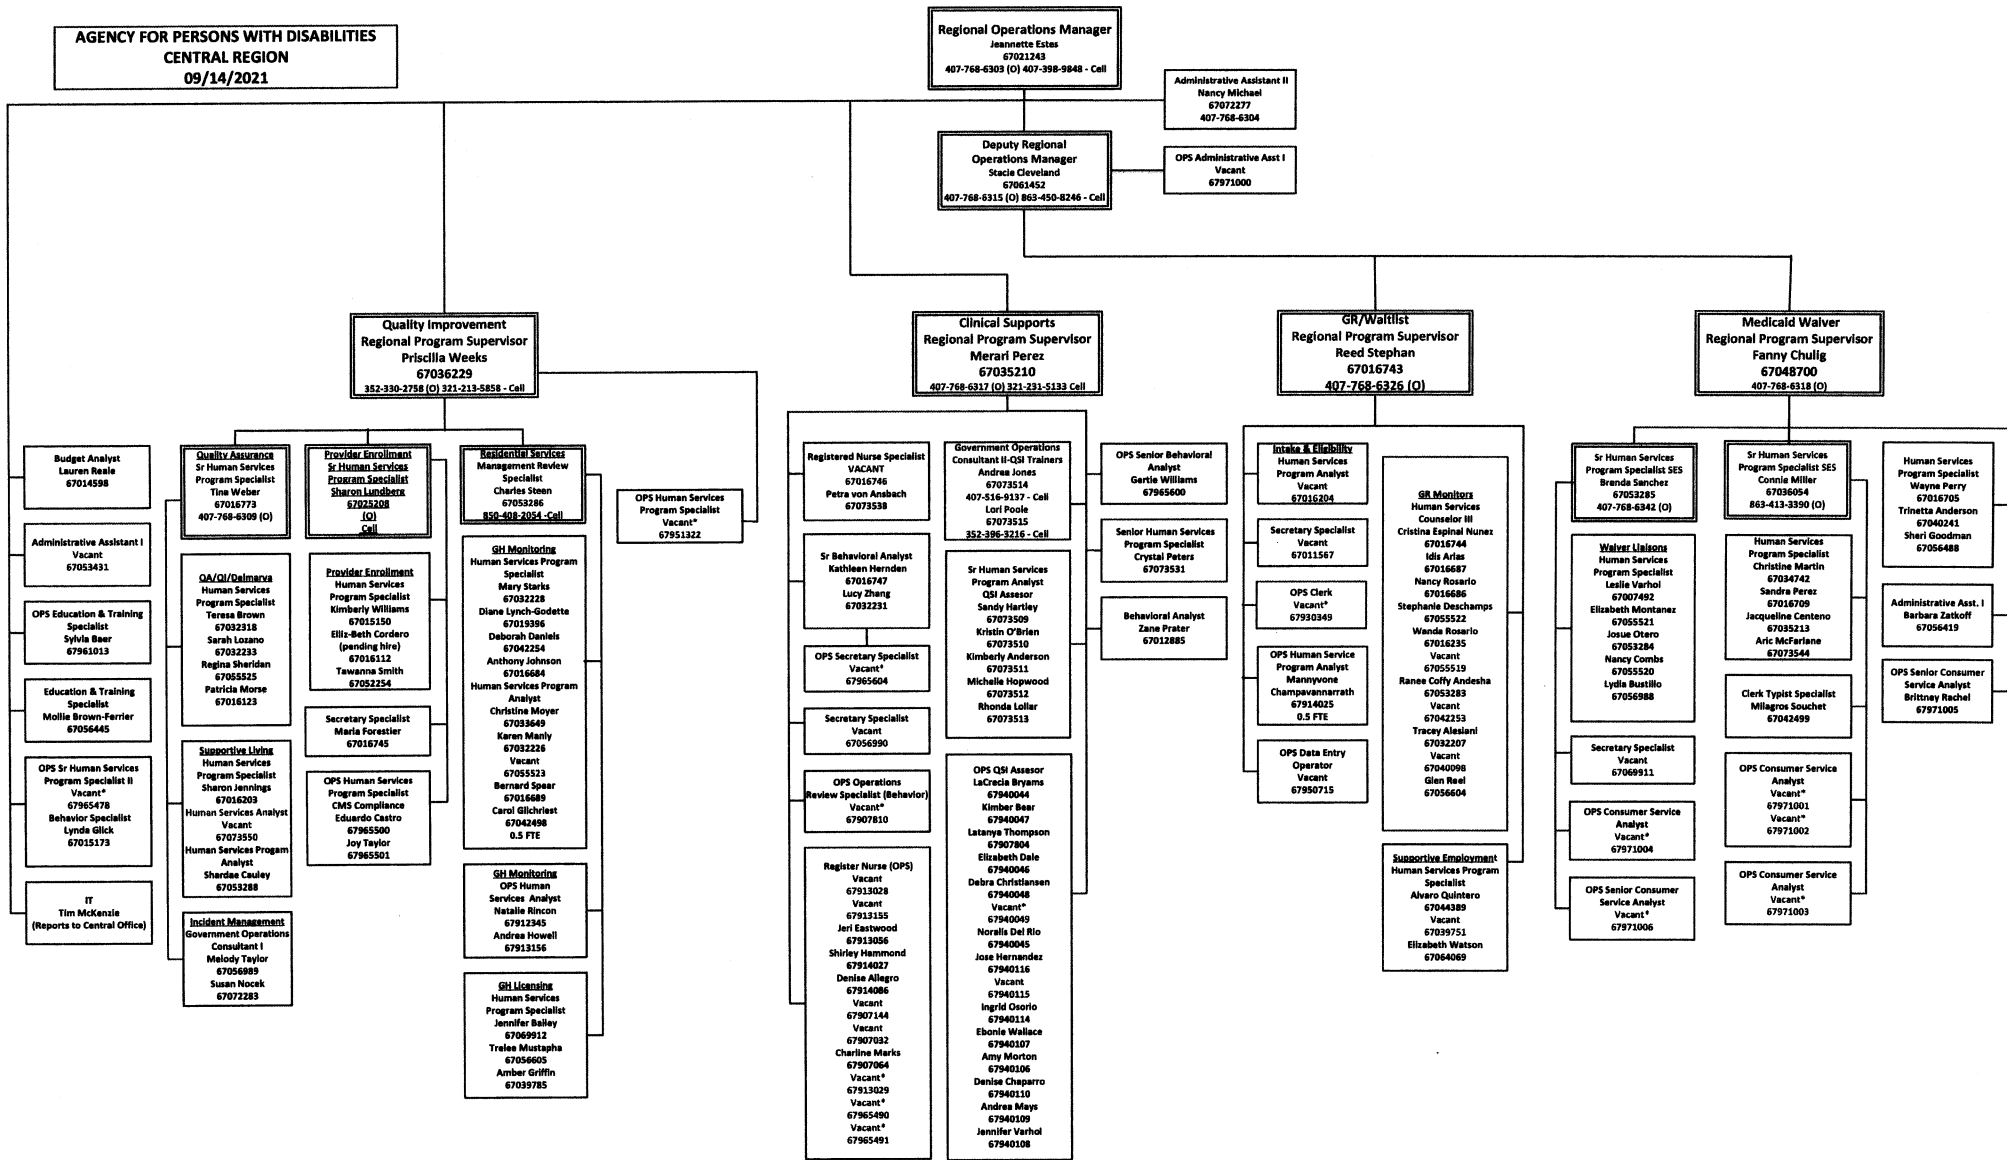 AGENCY FOR PERSONS WITH DISABILITIES
CENTRAL REGION
09/14/2021
Regional Operations Manager
Jeannette Estes
67021243
407-768-6303 (O) 407-398-9848 - Cell
Administrative Assistant II
Nancy Michael
67072277
407-768-6304
Deputy Regional
Operations Manager
Stacie Cleveland
67061452
407-768-6315 (O) 863-450-8246 - Cell
OPS Administrative Asst I
Vacant
67971000
Quality Improvement
Regional Program Supervisor
Priscilla Weeks
67036229
352-330-2758 (O) 321-213-5858 - Cell
Clinical Supports
Regional Program Supervisor
Merari Perez
67035210
407-768-6317 (O) 321-231-5133 Cell
GR/Waitlist
Regional Program Supervisor
Reed Stephan
67016743
407-768-6326 (O)
Medicaid Waiver
Regional Program Supervisor
Fanny Chulig
67048700
407-768-6318 (O)
Budget Analyst
Lauren Reale
67014598
Administrative Assistant I
Vacant
67053431
OPS Education & Training
Specialist
Sylvia Baer
67961013
Education & Training
Specialist
Mollie Brown-Ferrier
67056445
OPS Sr Human Services
Program Specialist II
Vacant*
67965478
Behavior Specialist
Lynda Glick
67015173
IT
Tim McKenzie
(Reports to Central Office)
Quality Assurance
Sr Human Services
Program Specialist
Tina Weber
67016773
407-768-6309 (O)
QA/QI/Delmarva
Human Services
Program Specialist
Teresa Brown
67032318
Sarah Lozano
67032233
Regina Sheridan
67055525
Patricia Morse
67016123
Supportive Living
Human Services
Program Specialist
Sharon Jennings
67016203
Human Services Analyst
Vacant
67073550
Human Services Progam
Analyst
Shardae Cauley
67053288
Incident Management
Government Operations
Consultant I
Melody Taylor
67056989
Susan Nocek
67072283
Provider Enrollment
Sr Human Services
Program Specialist
Sharon Lundberg
67025208
(O)
Cell
Provider Enrollment
Human Services
Program Specialist
Kimberly Williams
67015150
Elliz-Beth Cordero
(pending hire)
67016112
Tawanna Smith
67052254
Secretary Specialist
Maria Forestier
67016745
OPS Human Services
Program Specialist
CMS Compliance
Eduardo Castro
67965500
Joy Taylor
67965501
Residential Services
Management Review
Specialist
Charles Steen
67053286
850-408-2054 -Cell
GH Monitoring
Human Services Program
Specialist
Mary Starks
67032228
Diane Lynch-Godette
67019396
Deborah Daniels
67042254
Anthony Johnson
67016684
Human Services Program
Analyst
Christine Moyer
67033649
Karen Manly
67032226
Vacant
67055523
Bernard Spear
67016689
Carol Gilchriest
67042498
0.5 FTE
GH Monitoring
OPS Human
Services Analyst
Natalie Rincon
67912345
Andrea Howell
67913156
GH Licensing
Human Services
Program Specialist
Jennifer Bailey
67069912
Trelee Mustapha
67056605
Amber Griffin
67039785
OPS Human Services
Program Specialist
Vacant*
67951322
Registered Nurse Specialist
VACANT
67016746
Petra von Ansbach
67073538
Sr Behavioral Analyst
Kathleen Hernden
67016747
Lucy Zhang
67032231
OPS Secretary Specialist
Vacant*
67965604
Secretary Specialist
Vacant
67056990
OPS Operations
Review Specialist (Behavior)
Vacant*
67907810
Register Nurse (OPS)
Vacant
67913028
Vacant
67913155
Jeri Eastwood
67913056
Shirley Hammond
67914027
Denise Allegro
67914086
Vacant
67907144
Vacant
67907032
Charline Marks
67907064
Vacant*
67913029
Vacant*
67965490
Vacant*
67965491
Government Operations
Consultant II-QSI Trainers
Andrea Jones
67073514
407-516-9137 - Cell
Lori Poole
67073515
352-396-3216 - Cell
Sr Human Services
Program Analyst
QSI Assesor
Sandy Hartley
67073509
Kristin O'Brien
67073510
Kimberly Anderson
67073511
Michelle Hopwood
67073512
Rhonda Lollar
67073513
OPS QSI Assesor
LaCrecia Bryams
67940044
Kimber Bear
67940047
Latanya Thompson
67907804
Elizabeth Dale
67940046
Debra Christiansen
67940048
Vacant*
67940049
Noralis Del Rio
67940045
Jose Hernandez
67940116
Vacant
67940115
Ingrid Osorio
67940114
Ebonie Wallace
67940107
Amy Morton
67940106
Denise Chaparro
67940110
Andrea Mays
67940109
Jennifer Varhol
67940108
OPS Senior Behavioral
Analyst
Gertie Williams
67965600
Senior Human Services
Program Specialist
Crystal Peters
67073531
Behavioral Analyst
Zane Prater
67012885
Intake & Eligibility
Human Services
Program Analyst
Vacant
67016204
Secretary Specialist
Vacant
67011567
OPS Clerk
Vacant*
67930349
OPS Human Service
Program Analyst
Mannyvone
Champavannarrath
67914025
0.5 FTE
OPS Data Entry
Operator
Vacant
67950715
GR Monitors
Human Services
Counselor III
Cristina Espinal Nunez
67016744
Idis Arias
67016687
Nancy Rosario
67016686
Stephanie Deschamps
67055522
Wanda Rosario
67016235
Vacant
67055519
Ranee Coffy Andesha
67053283
Vacant
67042253
Tracey Alesiani
67032207
Vacant
67040098
Glen Reel
67056604
Supportive Employment
Human Services Program
Specialist
Alvaro Quintero
67044389
Vacant
67039751
Elizabeth Watson
67064069
Sr Human Services
Program Specialist SES
Brenda Sanchez
67053285
407-768-6342 (O)
Waiver Liaisons
Human Services
Program Specialist
Leslie Varhol
67007492
Elizabeth Montanez
67055521
Josue Otero
67053284
Nancy Combs
67055520
Lydia Bustillo
67056988
Secretary Specialist
Vacant
67069911
OPS Consumer Service
Analyst
Vacant*
67971004
OPS Senior Consumer
Service Analyst
Vacant*
67971006
Sr Human Services
Program Specialist SES
Connie Miller
67036054
863-413-3390 (O)
Human Services
Program Specialist
Christine Martin
67034742
Sandra Perez
67016709
Jacqueline Centeno
67035213
Aric McFarlane
67073544
Clerk Typist Specialist
Milagros Souchet
67042499
OPS Consumer Service
Analyst
Vacant*
67971001
Vacant*
67971002
OPS Consumer Service
Analyst
Vacant*
67971003
Human Services
Program Specialist
Wayne Perry
67016705
Trinetta Anderson
67040241
Sheri Goodman
67056488
Administrative Asst. I
Barbara Zatkoff
67056419
OPS Senior Consumer
Service Analyst
Brittney Rachel
67971005